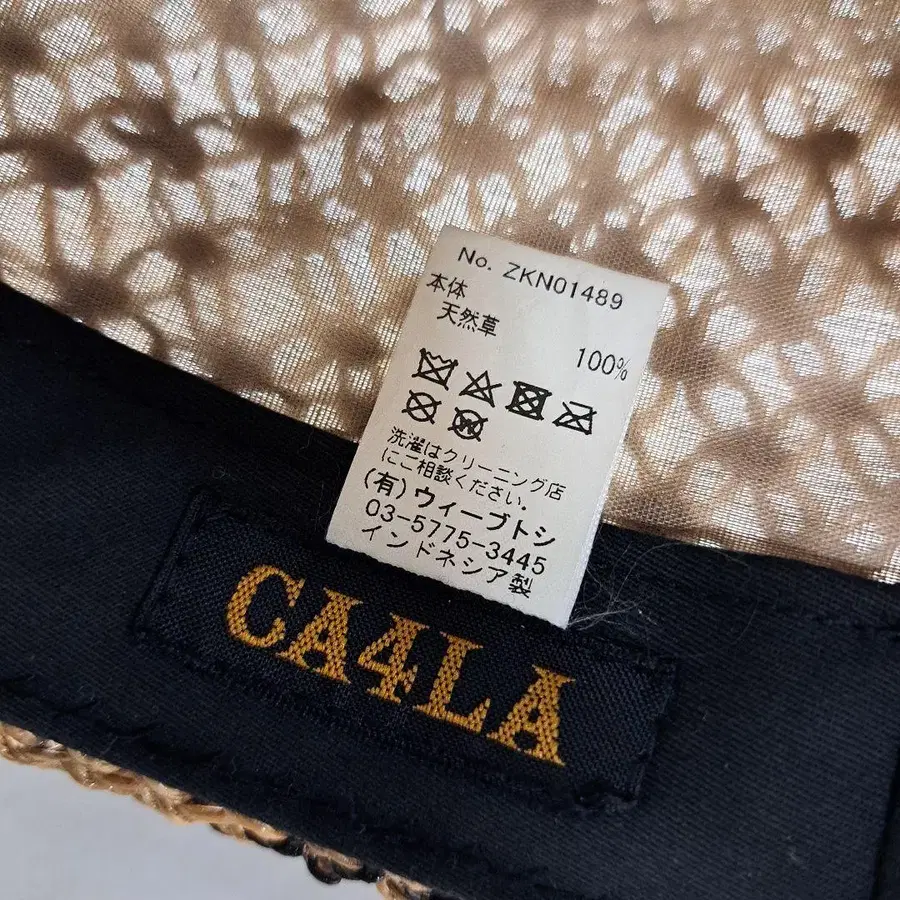 No. ZKN01489
本体
天然草
100%
洗濯はクリーニング店
にご相談ください。
(有)ウィーブトシ
03-5775-3445
インドネシア製
CA4LA